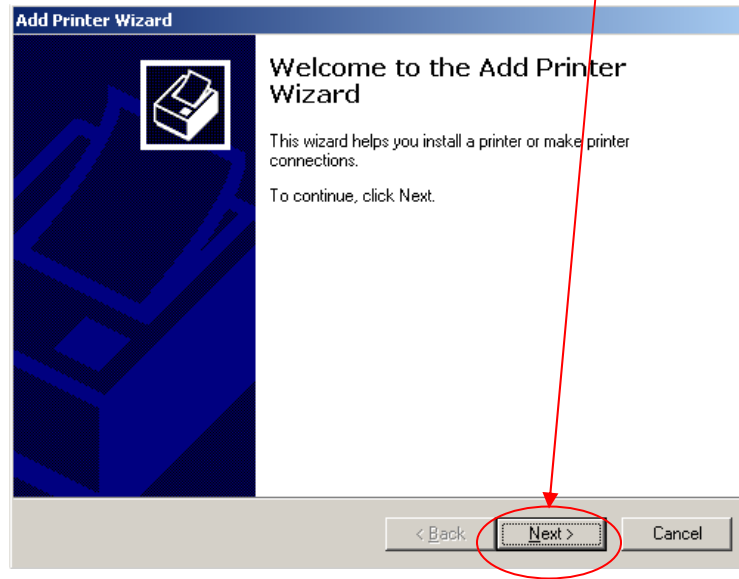 Add Printer Wizard
Welcome to the Add Printer
Wizard
This wizard helps you install a printer or make printer
connections.
To continue, click Next.
< Back
Next >
Cancel